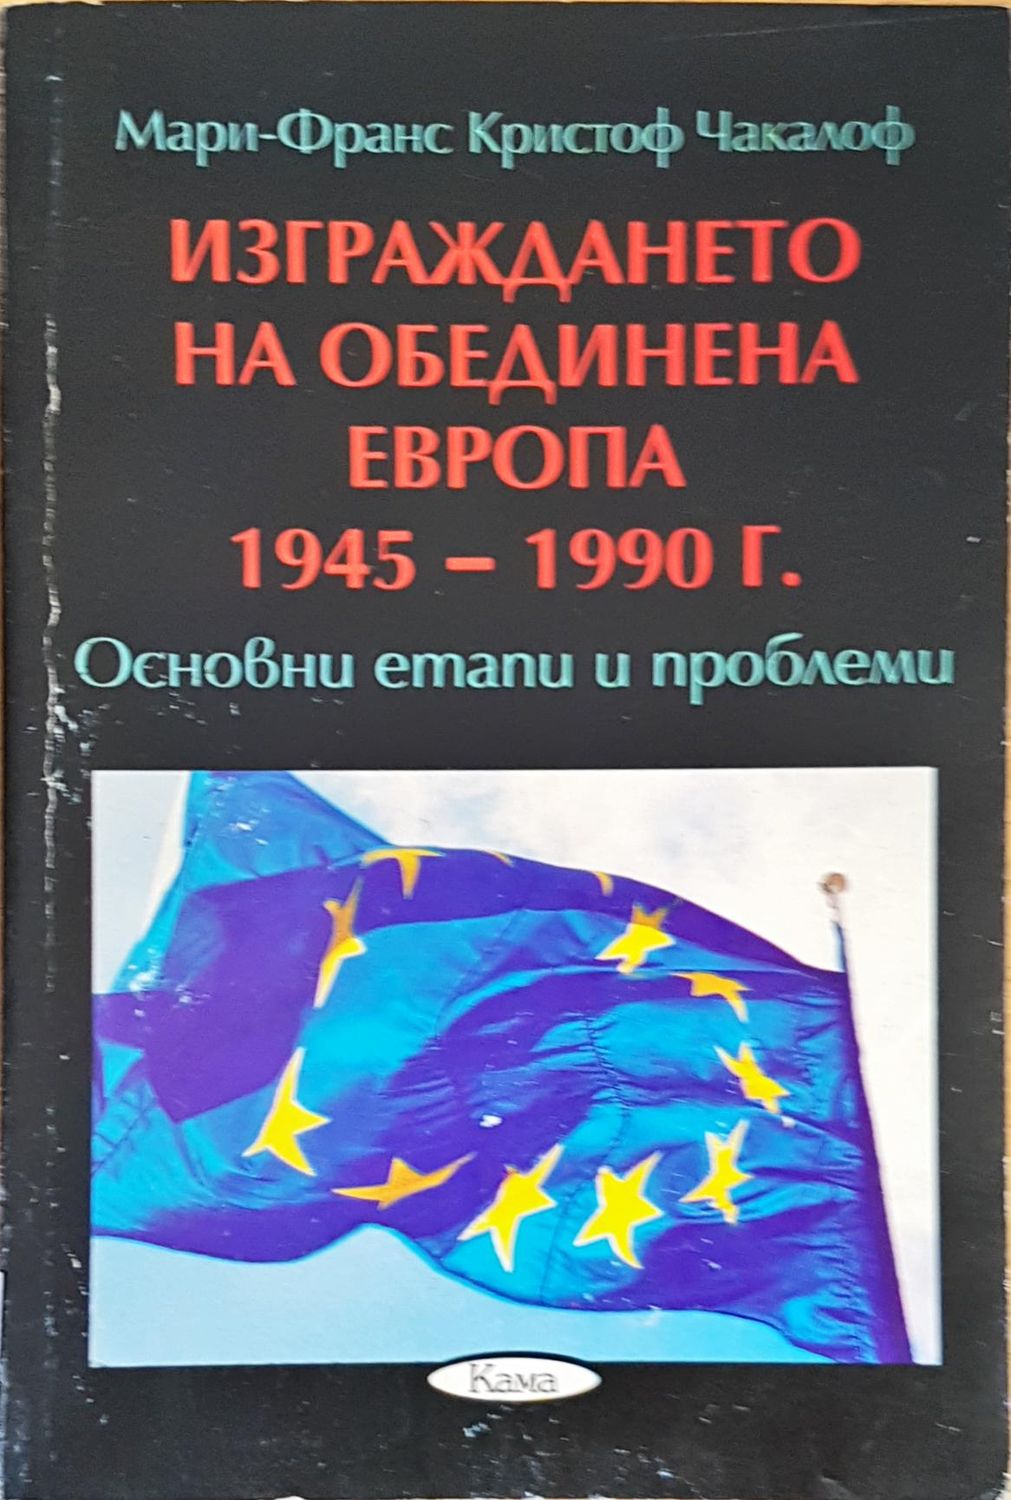 Мари-Франс Кристоф Чакалоф
ИЗГРАЖДАНЕТО
НА ОБЕДИНЕНА
ЕВРОПА
1945 – 1990 Г.
Основни етапи и проблеми
Кама